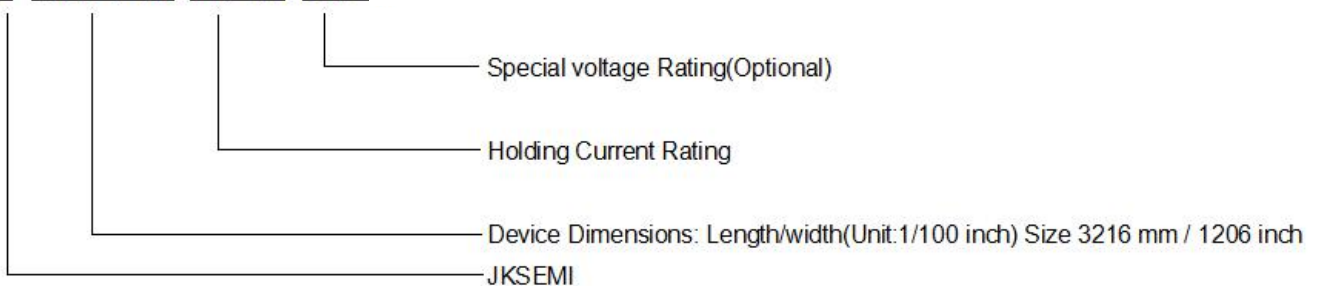 Special voltage Rating(Optional)
Holding Current Rating
Device Dimensions: Length/width(Unit:1/100 inch) Size 3216 mm / 1206 inch
JKSEMI